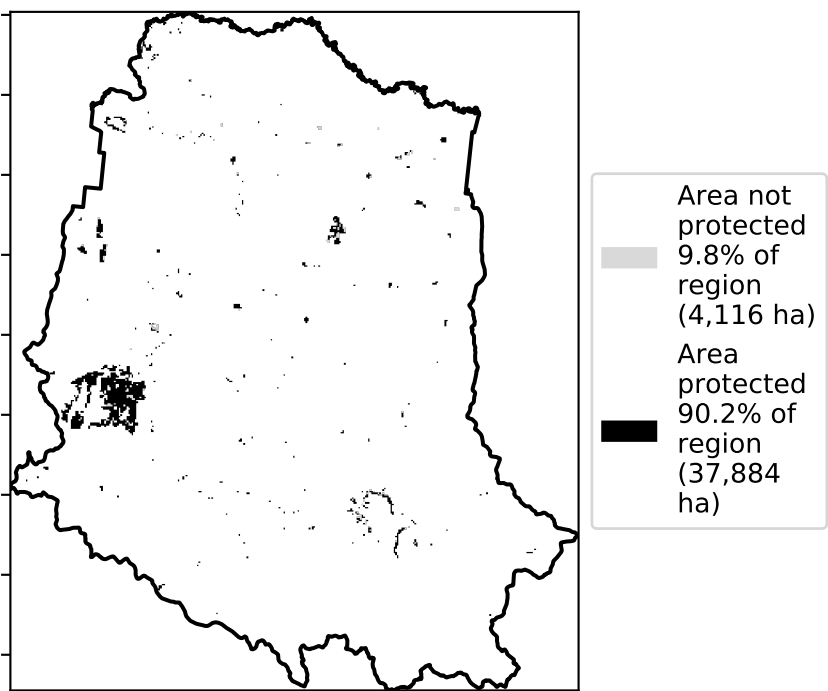 Area not
protected
9.8% of
region
(4,116 ha)
Area
protected
90.2% of
region
(37,884
ha)